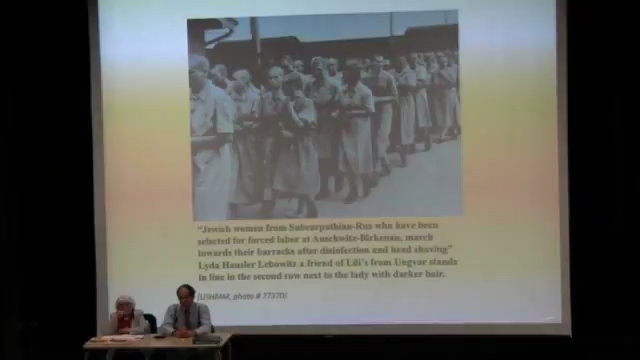 "Jewish women from Subcarpathian-Rus who have been
selected for forced labor at Auschwitz-Birkenau, march
towards their barracks after disinfection and head shaving"
Lyda Hausler Lebowitz a friend of Lili's from Ungvar stands
in line in the second row next to the lady with darker hair.
[USHMM, photo # 77370]